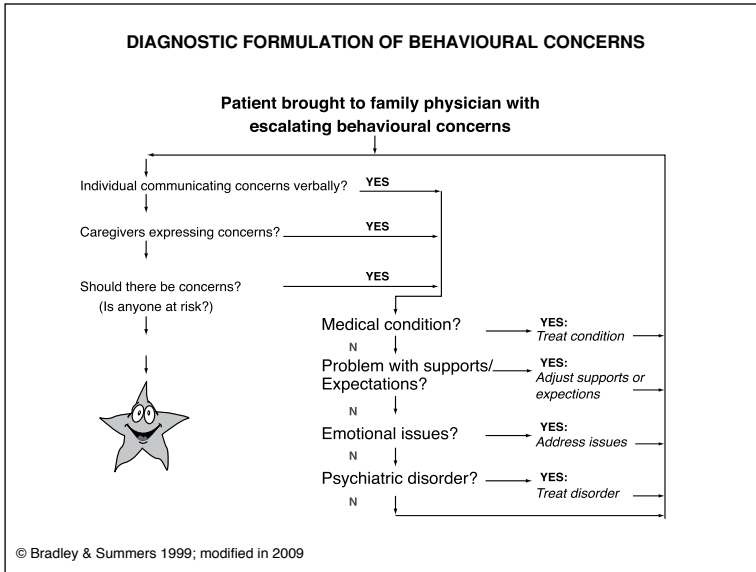 DIAGNOSTIC FORMULATION OF BEHAVIOURAL CONCERNS
Patient brought to family physician with
escalating behavioural concerns
Individual communicating concerns verbally?
YES
Caregivers expressing concerns?
YES
Should there be concerns?
YES
(Is anyone at risk?)
Medical condition?
YES:
Treat condition
N
Problem with supports/
Expectations?
YES:
Adjust supports or
expections
N
Emotional issues?
YES:
Address issues
N
Psychiatric disorder?
YES:
Treat disorder
N
© Bradley & Summers 1999; modified in 2009